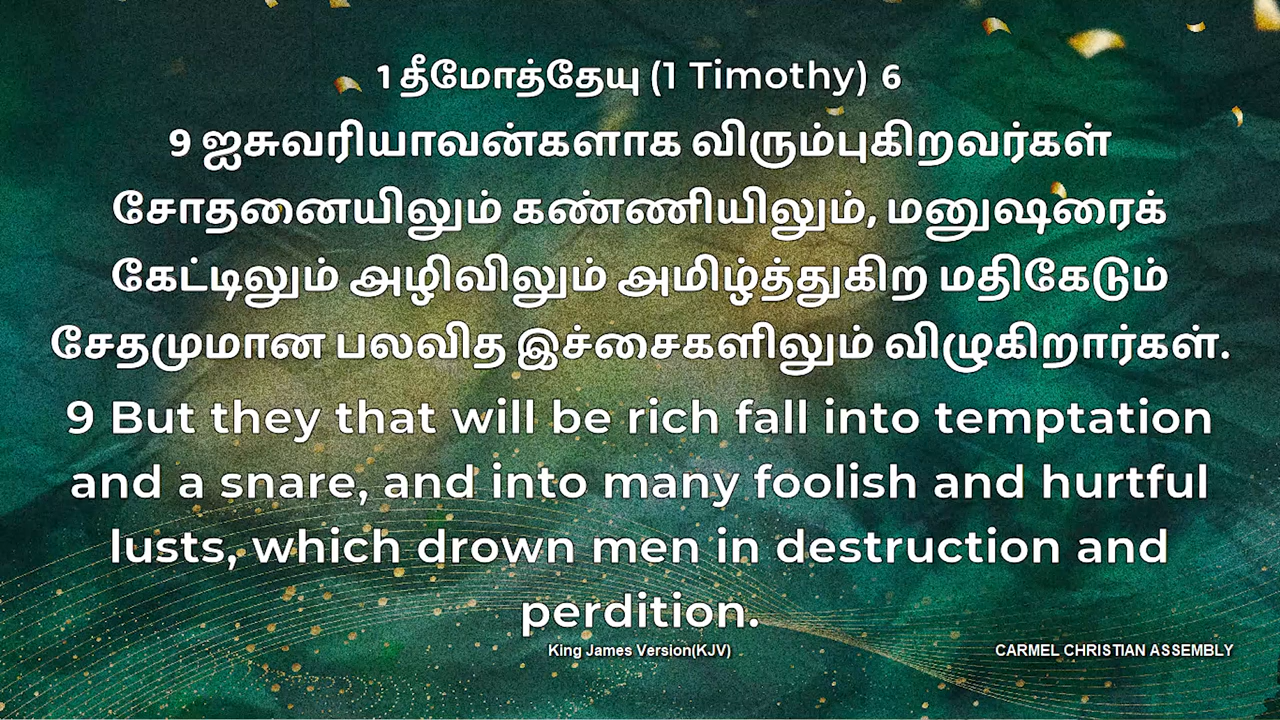 1 தீமோத்தேயு (1 Timothy) 6
9 ஐசுவரியாவன்களாக விரும்புகிறவர்கள்
சோதனையிலும் கண்ணியிலும், மனுஷரைக்
கேட்டிலும் அழிவிலும் அமிழ்த்துகிற மதிகேடும்
சேதமுமான பலவித இச்சைகளிலும் விழுகிறார்கள்.
9 But they that will be rich fall into temptation
and a snare, and into many foolish and hurtful
lusts, which drown men in destruction and
perdition.
King James Version(KJV)
CARMEL CHRISTIAN ASSEMBLY